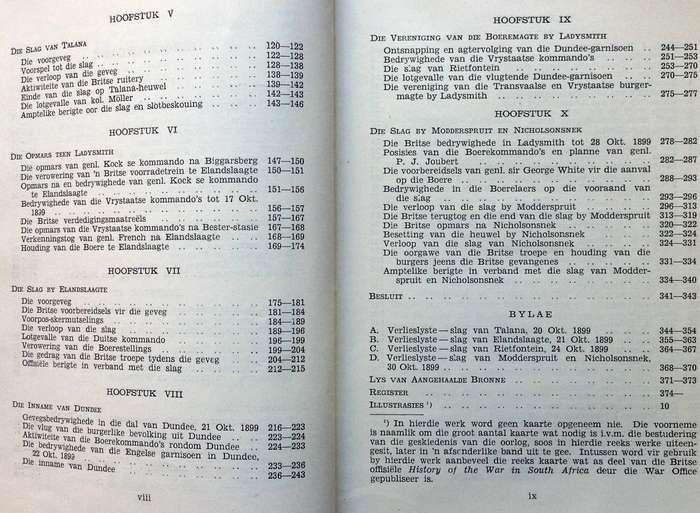 HOOFSTUK V
DIE SLAG VAN TALANA 120—122
Die voorgeveg .. 122—128
Voorspel tot die slag .. 128—138
Die verloop van die geveg .. 138—139
Aktiwiteite van die Britse ruitery .. 139—142
Einde van die slag op Talana-heuwel .. 142—143
Die lotgevalle van kol. Möller .. 143—146
Amptelike berigte oor die slag en slotbeskouing ..
HOOFSTUK VI
DIE OPMARS TEEN LADYSMITH
Die opmars van genl. Kock se kommando na Biggarsberg 147—150
Die verowering van 'n Britse voorradetrein te Elandslaagte 150—151
Opmars na en bedrywighede van genl. Kock se kommando
te Elandslaagte .. 151—156
Bedrywighede van die Vrystaatse kommando's tot 17 Okt.
1899 .. 156—157
Die Britse verdedigingsmaatreëls .. 157—167
Die opmars van die Vrystaatse kommando's na Bester-stasie 167—168
Verkenningstog van genl. French na Elandslaagte .. 168—169
Houding van die Boere te Elandslaagte .. 169—174
HOOFSTUK VII
DIE SLAG BY ELANDSLAAGTE
Die voorgeveg .. 175—181
Die Britse voorbereidsels vir die geveg .. 181—184
Voorpos-skermutselings .. 184—189
Die verloop van die slag .. 189—196
Lotgevalle van die Duitse kommando .. 196—199
Verowering van die Boerestellings .. 199—204
Die gedrag van die Britse troepe tydens die geveg .. 204—212
Offisiële berigte in verband met die slag .. 212—215
HOOFSTUK VIII
DIE INNAME VAN DUNDEE
Gevegsbedrywighede in die dal van Dundee, 21 Okt. 1899 216—223
Die vlug van die burgerlike bevolking uit Dundee .. 223—224
Aktiwiteite van die Boerekommando's rondom Dundee .. 224—233
Die bedrywighede van die Engelse garnisoen in Dundee,
22 Okt. 1899 .. 233—236
Die inname van Dundee .. 236—243
viii
HOOFSTUK IX
DIE VERENIGING VAN DIE BOEREMAGTE BY LADYSMITH
Ontsnapping en agtervolging van die Dundee-garnisoen .. 244—251
Bedrywighede van die Vrystaatse kommando's .. 251—253
Die slag van Rietfontein .. 253—270
Die lotgevalle van die vlugtende Dundee-garnisoen .. 270—275
Die vereniging van die Transvaalse en Vrystaatse burger-
magte by Ladysmith .. 275—277
HOOFSTUK X
DIE SLAG BY MODDERSPRUIT EN NICHOLSONSNEK
Die Britse bedrywighede in Ladysmith tot 28 Okt. 1899 278—282
Posisies van die Boerekommando's en planne van genl.
P. J. Joubert .. 282—288
Die voorbereidsels van genl. sir George White vir die aanval
op die Boere .. 288—293
Bedrywighede in die Boerelaers op die vooraand van
die slag .. 293—296
Die verloop van die slag by Modderspruit .. 296—313
Die Britse terugtog en die end van die slag by Modderspruit 313—319
Die Britse opmars na Nicholsonsnek .. 320—322
Besetting van die heuwel by Nicholsonsnek .. 322—324
Verloop van die slag van Nicholsonsnek .. 324—331
Die oorgawe van die Britse troepe en houding van die
burgers jeens die Britse gevangenes .. 331—334
Amptelike berigte in verband met die slag van Modder-
spruit en Nicholsonsnek .. 334—340
BESLUIT .. 341—343
BYLAE
A. Verlieslyste — slag van Talana, 20 Okt. 1899 .. 344—354
B. Verlieslyste — slag van Elandslaagte, 21 Okt. 1899 .. 355—363
C. Verlieslyste — slag van Rietfontein, 24 Okt. 1899 .. 364—367
D. Verlieslyste — slag van Modderspruit en Nicholsonsnek,
30 Okt. 1899 .. 368—370
LYS VAN AANGEHAALDE BRONNE .. 371—373
REGISTER .. 374—
ILLUSTRASIES ¹) .. 10
¹) In hierdie werk word geen kaarte opgeneem nie. Die voorneme
is naamlik om die groot aantal kaarte wat nodig is i.v.m. die bestudering
van die geskiedenis van die oorlog, soos in hierdie reeks werke uiteen-
gesit, later in 'n afsonderlike band uit te gee. Intussen word vir gebruik
by hierdie werk aanbeveel die reeks kaarte wat as deel van die Britse
offisiële History of the War in South Africa deur die War Office
gepubliseer is.
ix